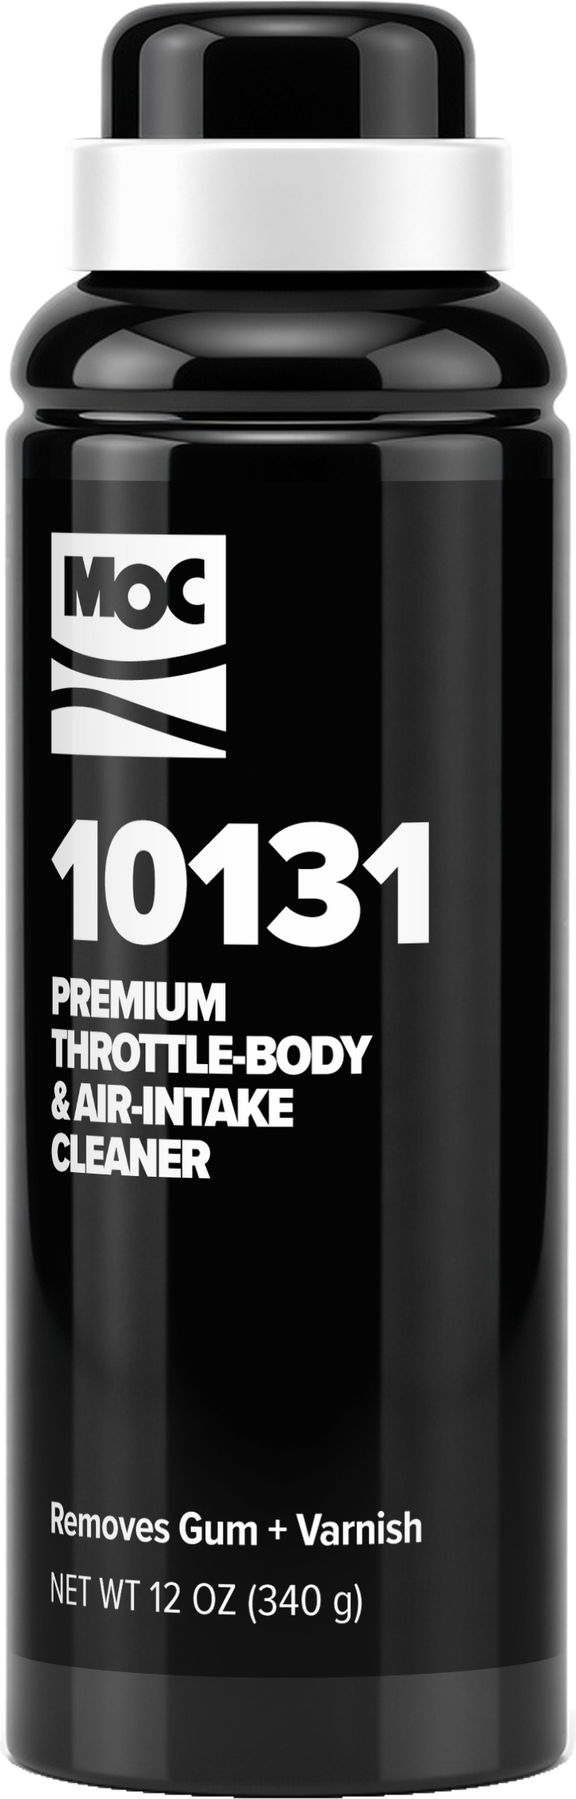 MOC
10131
PREMIUM
THROTTLE-BODY
& AIR-INTAKE
CLEANER
Removes Gum + Varnish
NET WT 12 OZ (340 g)